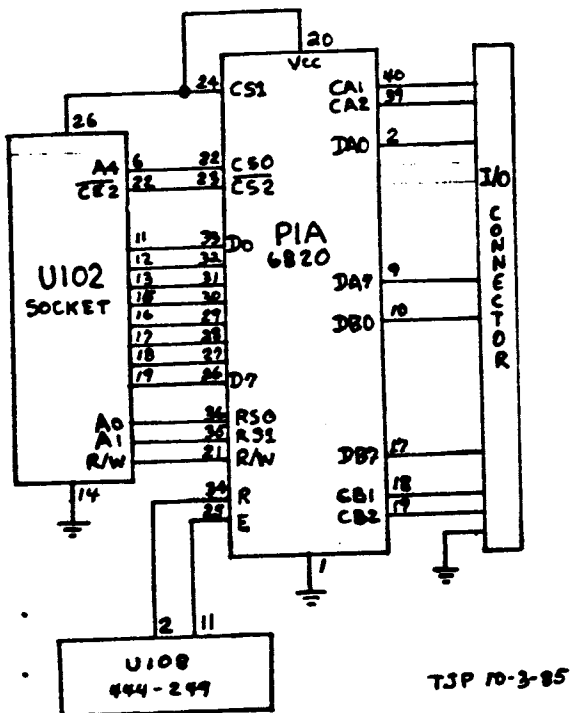 20
Vcc
24 CS1
CA1 40
CA2 39
26
DA0 2
A4 6 22 CS0
CE2 22 23 CS2
I/O CONNECTOR
PIA
6820
U102
SOCKET
11 33 D0
12 32
13 31
15 30
16 29
17 28
18 27
19 26 D7
DA7 9
DB0 10
A0 36 RS0
A1 35 RS1
R/W 21 R/W
DB7 17
14
34 R
25 E
CB1 18
CB2 19
1
2 11
U108
444-299
TJP 10-3-85